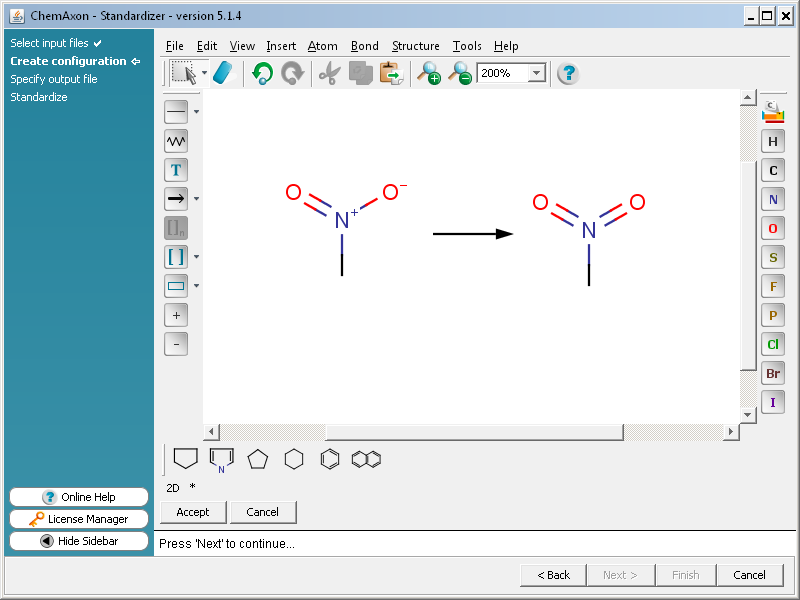 ChemAxon - Standardizer - version 5.1.4
Select input files
Create configuration
Specify output file
Standardize
File Edit View Insert Atom Bond Structure Tools Help
200%
T
[ ]n
[ ]
+
-
O O−
N+
O O
N
H
C
N
O
S
F
P
Cl
Br
I
N
2D *
Accept Cancel
Online Help
License Manager
Hide Sidebar
Press 'Next' to continue...
< Back Next > Finish Cancel